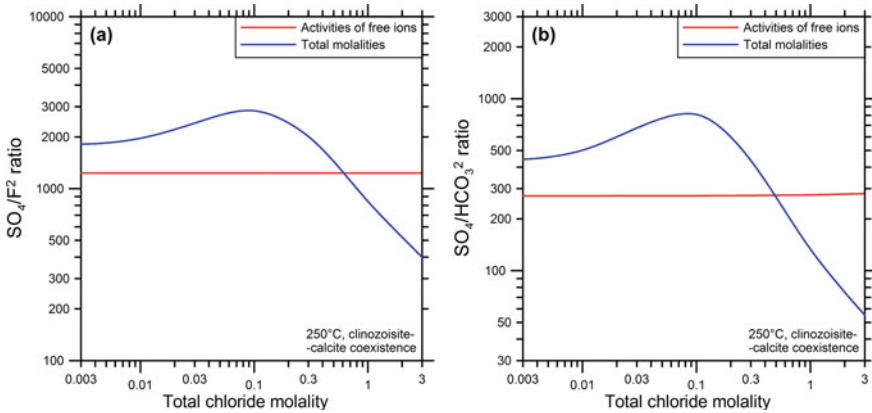 (a)
Activities of free ions
Total molalities
10000
5000
3000
2000
1000
500
300
200
100
SO₄/F² ratio
250°C, clinozoisite-
-calcite coexistence
0.003 0.01 0.03 0.1 0.3 1 3
Total chloride molality
(b)
Activities of free ions
Total molalities
3000
1000
500
300
100
50
30
SO₄/HCO₃² ratio
250°C, clinozoisite-
-calcite coexistence
0.003 0.01 0.03 0.1 0.3 1 3
Total chloride molality